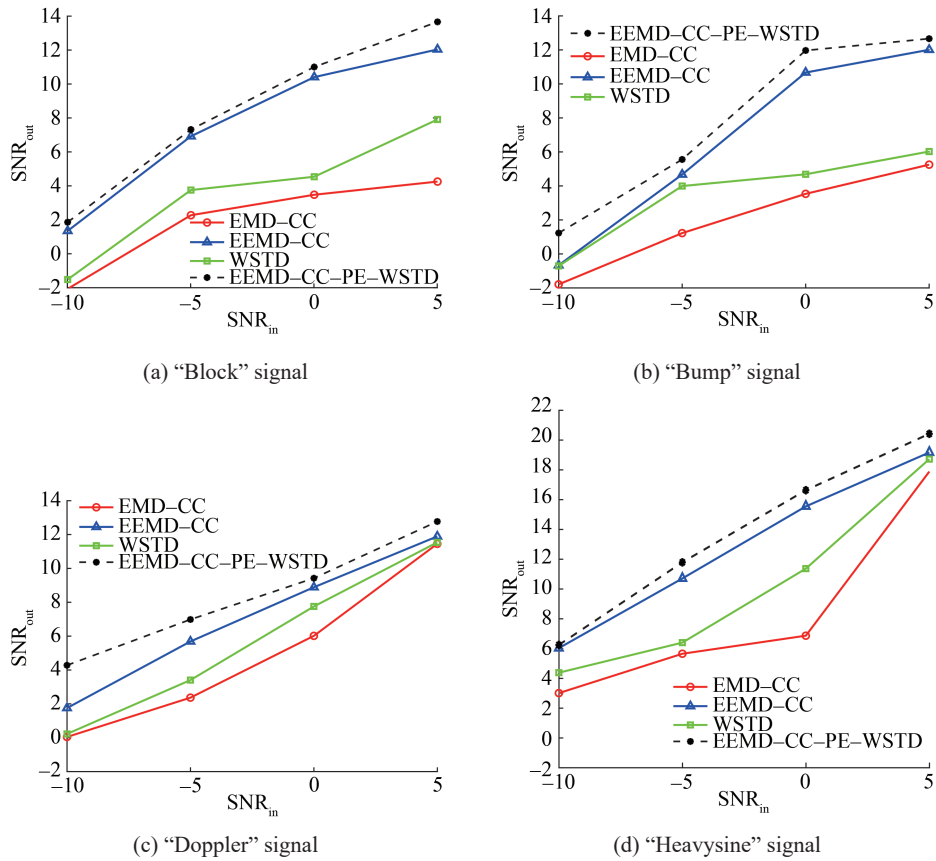 14
12
10
8
6
4
2
0
−2
SNRout
EMD–CC
EEMD–CC
WSTD
EEMD–CC–PE–WSTD
−10
−5
0
5
SNRin
(a) “Block” signal
14
12
10
8
6
4
2
0
−2
SNRout
EEMD–CC–PE–WSTD
EMD–CC
EEMD–CC
WSTD
−10
−5
0
5
SNRin
(b) “Bump” signal
14
12
10
8
6
4
2
0
−2
SNRout
EMD–CC
EEMD–CC
WSTD
EEMD–CC–PE–WSTD
−10
−5
0
5
SNRin
(c) “Doppler” signal
22
20
18
16
14
12
10
8
6
4
2
0
−2
SNRout
EMD–CC
EEMD–CC
WSTD
EEMD–CC–PE–WSTD
−10
−5
0
5
SNRin
(d) “Heavysine” signal